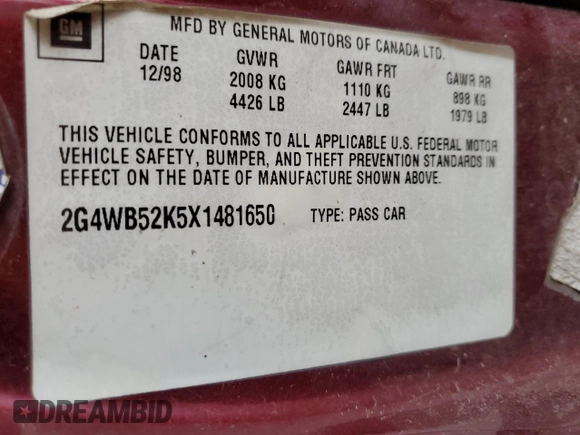 GM
MFD BY GENERAL MOTORS OF CANADA LTD.
DATE GVWR GAWR FRT GAWR RR
12/98 2008 KG 1110 KG 898 KG
4426 LB 2447 LB 1979 LB
THIS VEHICLE CONFORMS TO ALL APPLICABLE U.S. FEDERAL MOTOR
VEHICLE SAFETY, BUMPER, AND THEFT PREVENTION STANDARDS IN
EFFECT ON THE DATE OF MANUFACTURE SHOWN ABOVE.
2G4WB52K5X1481650 TYPE: PASS CAR
DREAMBID